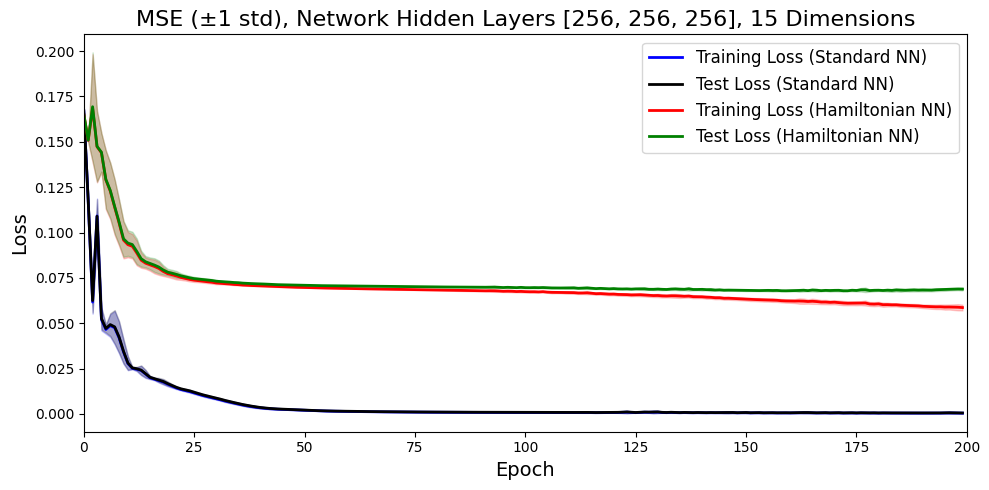 MSE (±1 std), Network Hidden Layers [256, 256, 256], 15 Dimensions
Loss
0.200
0.175
0.150
0.125
0.100
0.075
0.050
0.025
0.000
Training Loss (Standard NN)
Test Loss (Standard NN)
Training Loss (Hamiltonian NN)
Test Loss (Hamiltonian NN)
0 25 50 75 100 125 150 175 200
Epoch